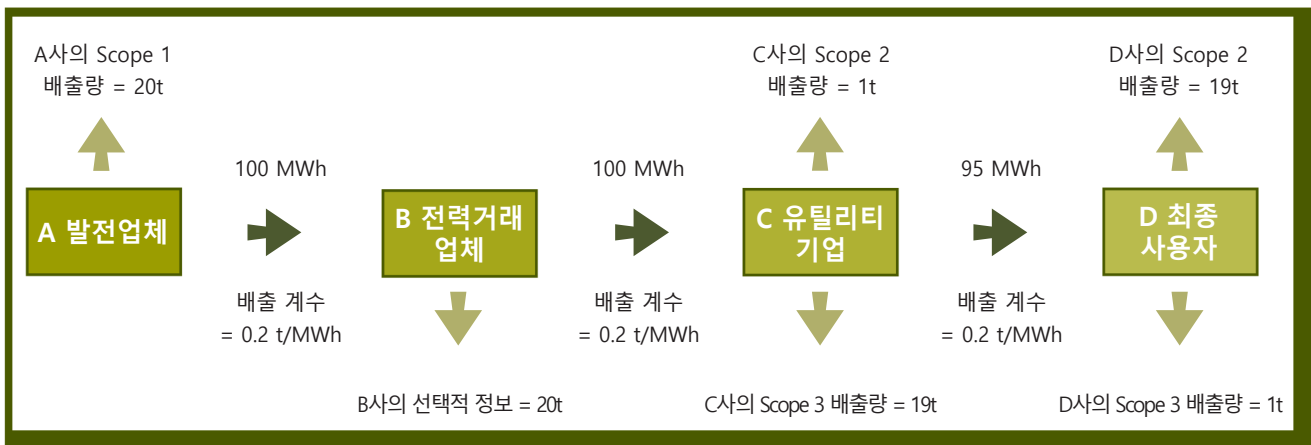 A사의 Scope 1
배출량 = 20t
C사의 Scope 2
배출량 = 1t
D사의 Scope 2
배출량 = 19t
100 MWh
100 MWh
95 MWh
A 발전업체
B 전력거래
업체
C 유틸리티
기업
D 최종
사용자
배출 계수
= 0.2 t/MWh
배출 계수
= 0.2 t/MWh
배출 계수
= 0.2 t/MWh
B사의 선택적 정보 = 20t
C사의 Scope 3 배출량 = 19t
D사의 Scope 3 배출량 = 1t